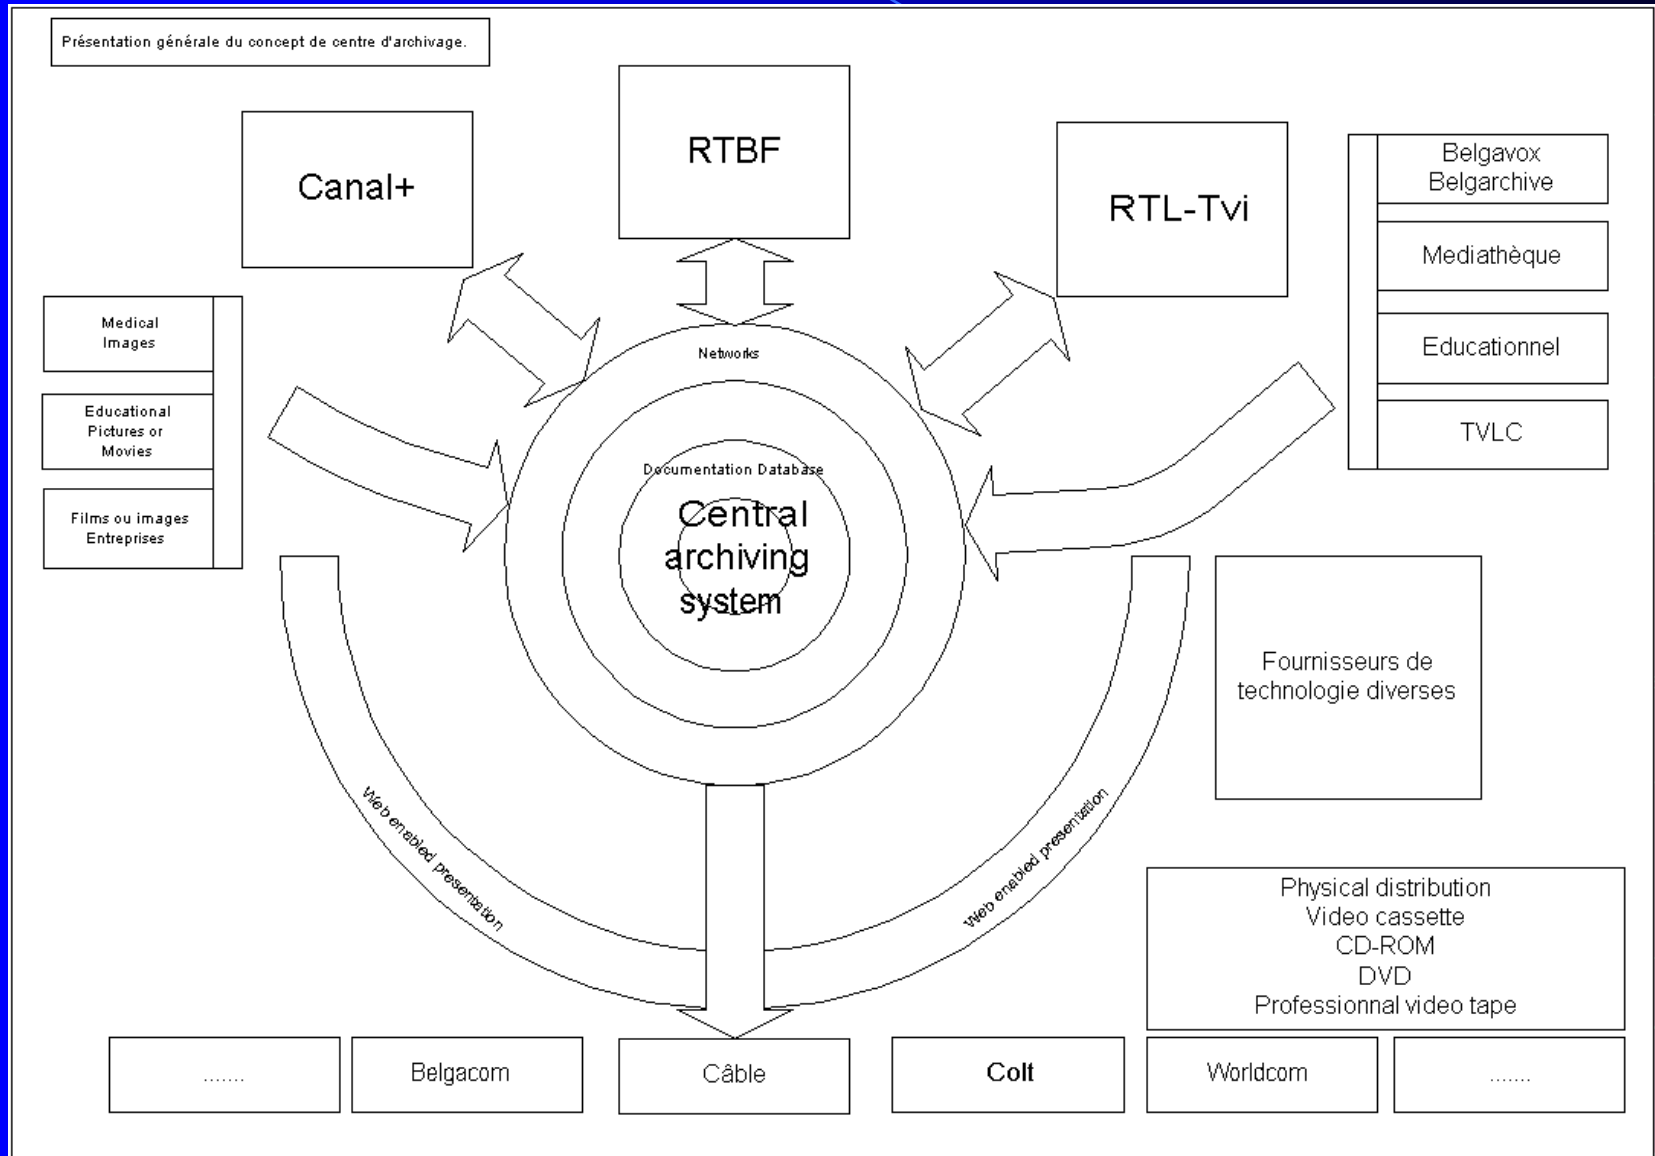 Présentation générale du concept de centre d'archivage.
Canal+
RTBF
RTL-Tvi
Belgavox
Belgarchive
Mediathèque
Educationnel
TVLC
Medical
Images
Educational
Pictures or
Movies
Films ou images
Entreprises
Networks
Documentation Database
Central
archiving
system
Fournisseurs de
technologie diverses
Web enabled presentation
Web enabled presentation
Physical distribution
Video cassette
CD-ROM
DVD
Professionnal video tape
.......
Belgacom
Câble
Colt
Worldcom
.......